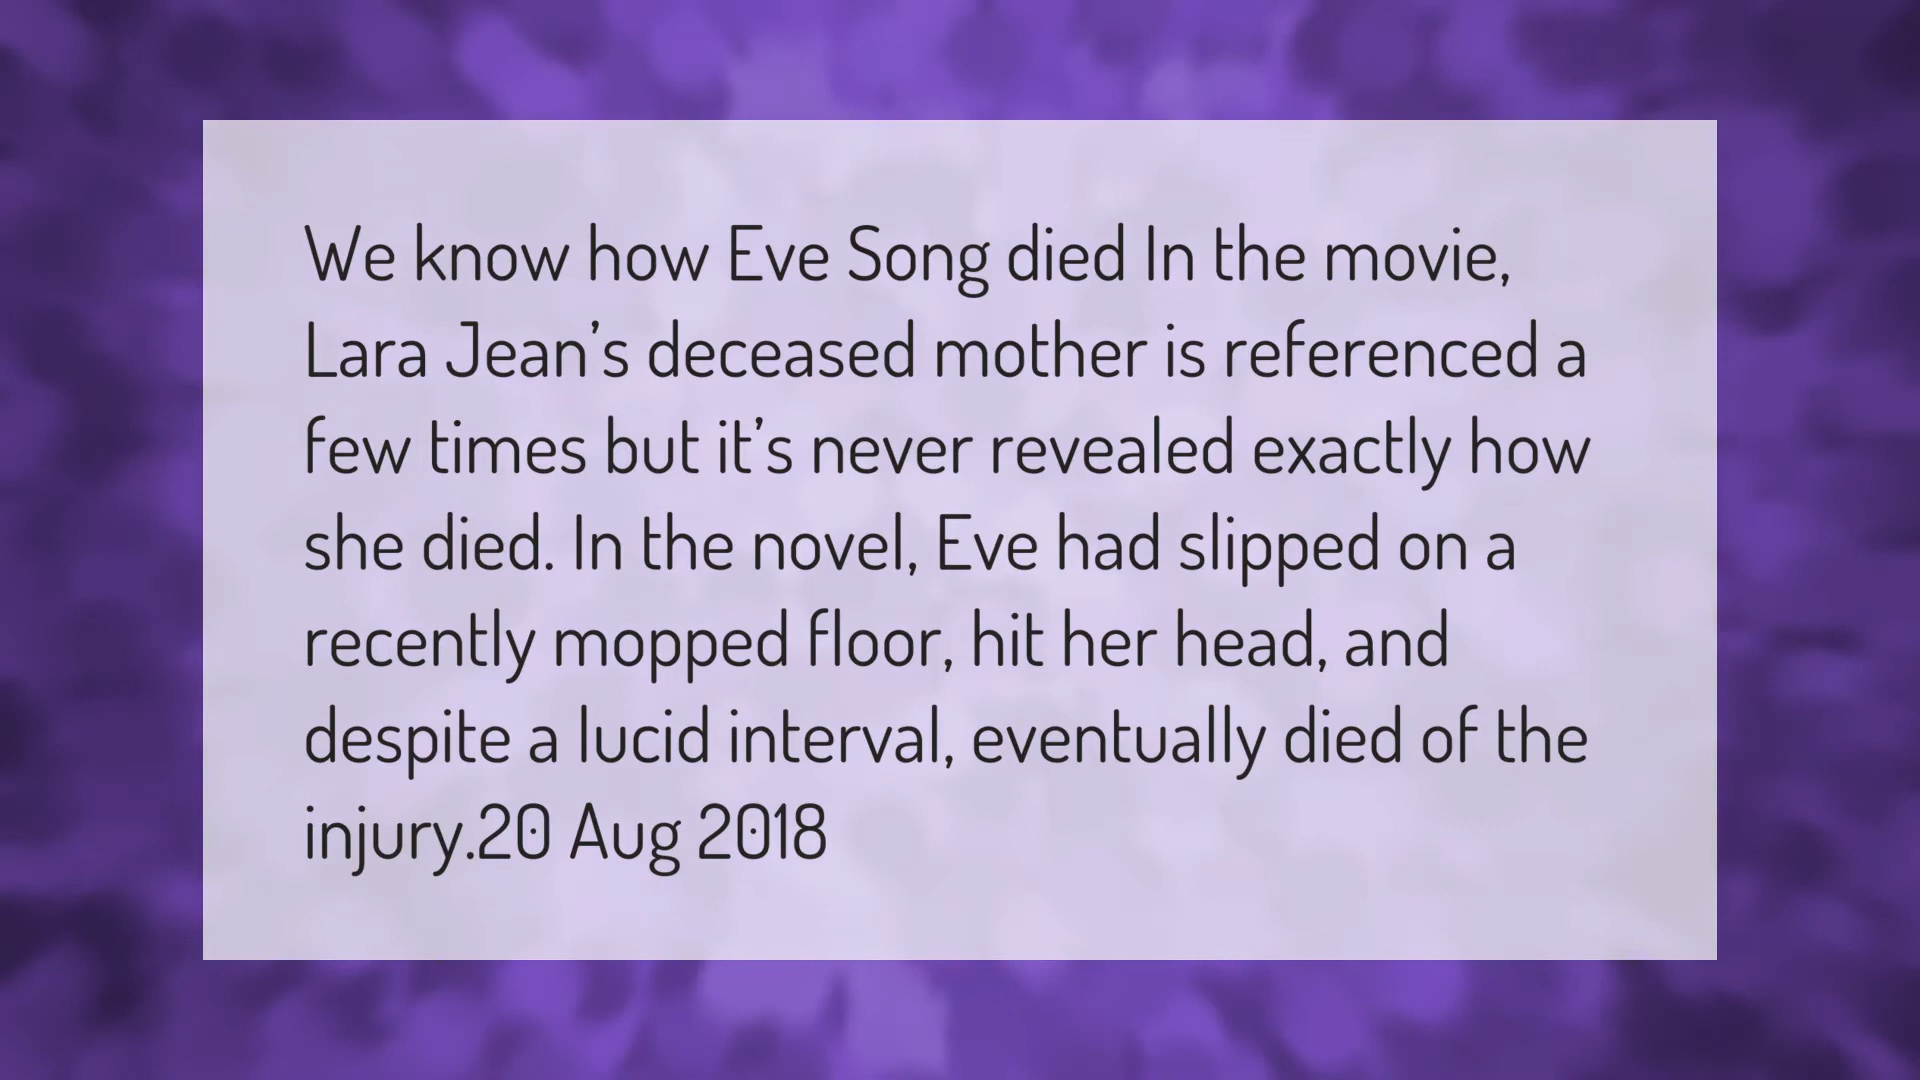 We know how Eve Song died In the movie,
Lara Jean's deceased mother is referenced a
few times but it's never revealed exactly how
she died. In the novel, Eve had slipped on a
recently mopped floor, hit her head, and
despite a lucid interval, eventually died of the
injury.20 Aug 2018